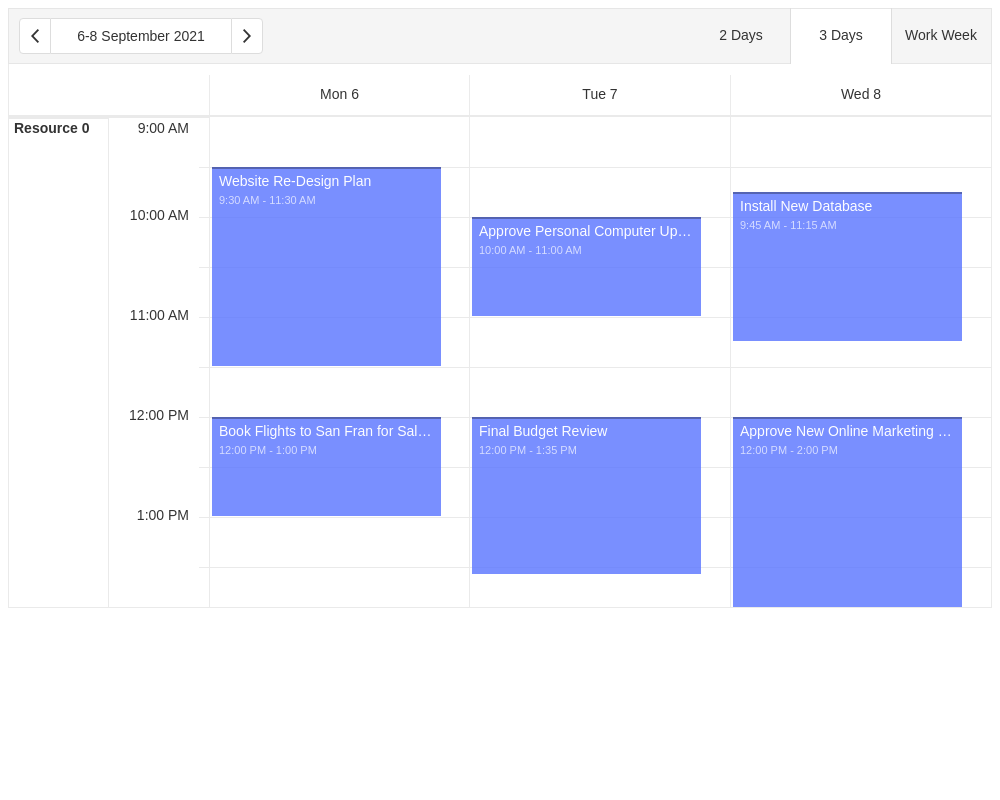 6-8 September 2021
2 Days
3 Days
Work Week
Mon 6
Tue 7
Wed 8
Resource 0
9:00 AM
10:00 AM
11:00 AM
12:00 PM
1:00 PM
Website Re-Design Plan
9:30 AM - 11:30 AM
Book Flights to San Fran for Sal…
12:00 PM - 1:00 PM
Approve Personal Computer Up…
10:00 AM - 11:00 AM
Final Budget Review
12:00 PM - 1:35 PM
Install New Database
9:45 AM - 11:15 AM
Approve New Online Marketing …
12:00 PM - 2:00 PM